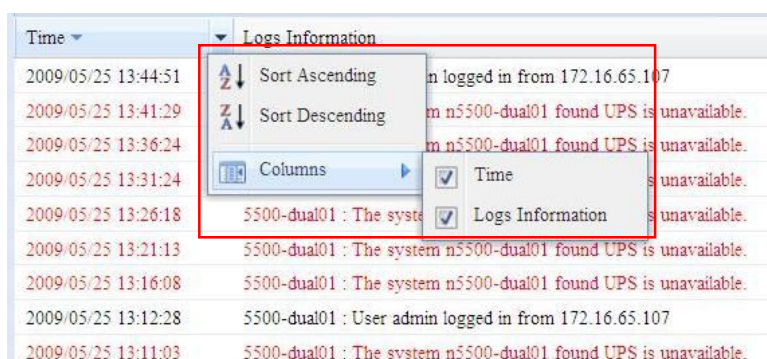 Time Logs Information
2009/05/25 13:44:51 Sort Ascending n logged in from 172.16.65.107
2009/05/25 13:41:29 Sort Descending m n5500-dual01 found UPS is unavailable.
2009/05/25 13:36:24 m n5500-dual01 found UPS is unavailable.
2009/05/25 13:31:24 Columns Time s unavailable.
2009/05/25 13:26:18 5500-dual01 : The syste Logs Information s unavailable.
2009/05/25 13:21:13 5500-dual01 : The system n5500-dual01 found UPS is unavailable.
2009/05/25 13:16:08 5500-dual01 : The system n5500-dual01 found UPS is unavailable.
2009/05/25 13:12:28 5500-dual01 : User admin logged in from 172.16.65.107
2009/05/25 13:11:03 5500-dual01 : The system n5500-dual01 found UPS is unavailable.